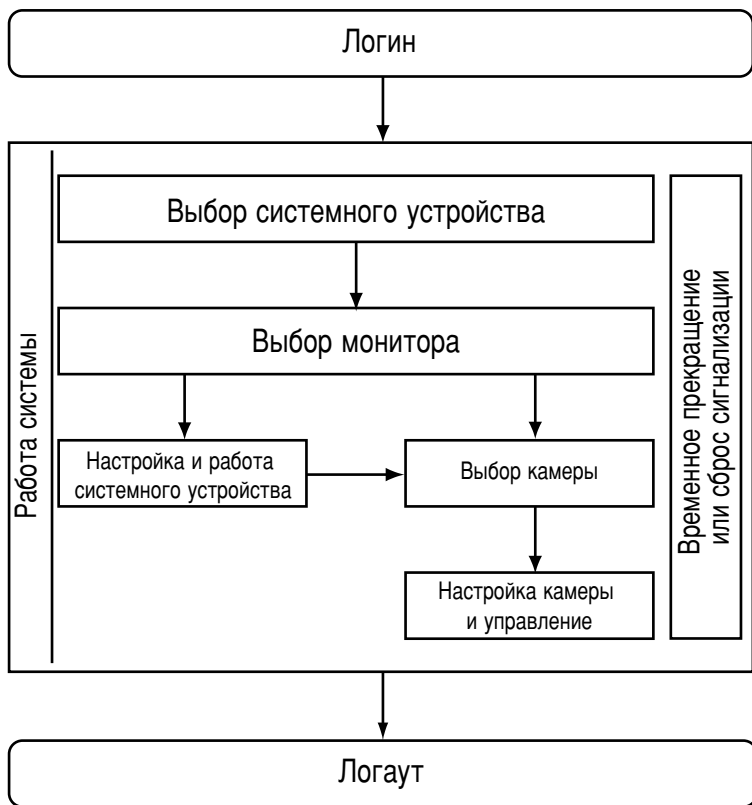 Логин
Работа системы
Выбор системного устройства
Выбор монитора
Настройка и работа
системного устройства
Выбор камеры
Настройка камеры
и управление
Временное прекращение
или сброс сигнализации
Логаут